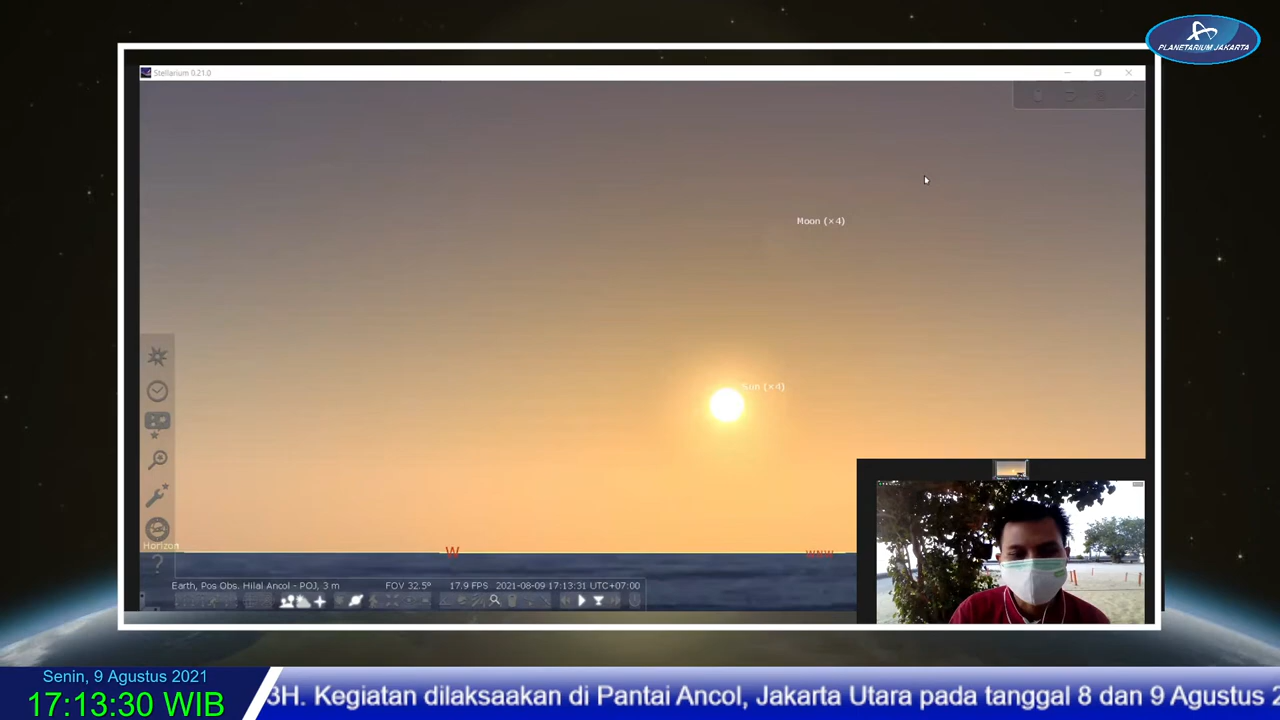 PLANETARIUM JAKARTA
Stellarium 0.21.0
Moon (×4)
Sun (×4)
Horizon
W
WNW
Earth, Pos Obs. Hilal Ancol - POJ, 3 m FOV 32.5° 17.9 FPS 2021-08-09 17:13:31 UTC+07:00
Senin, 9 Agustus 2021
17:13:30 WIB
3H. Kegiatan dilaksaakan di Pantai Ancol, Jakarta Utara pada tanggal 8 dan 9 Agustus 2